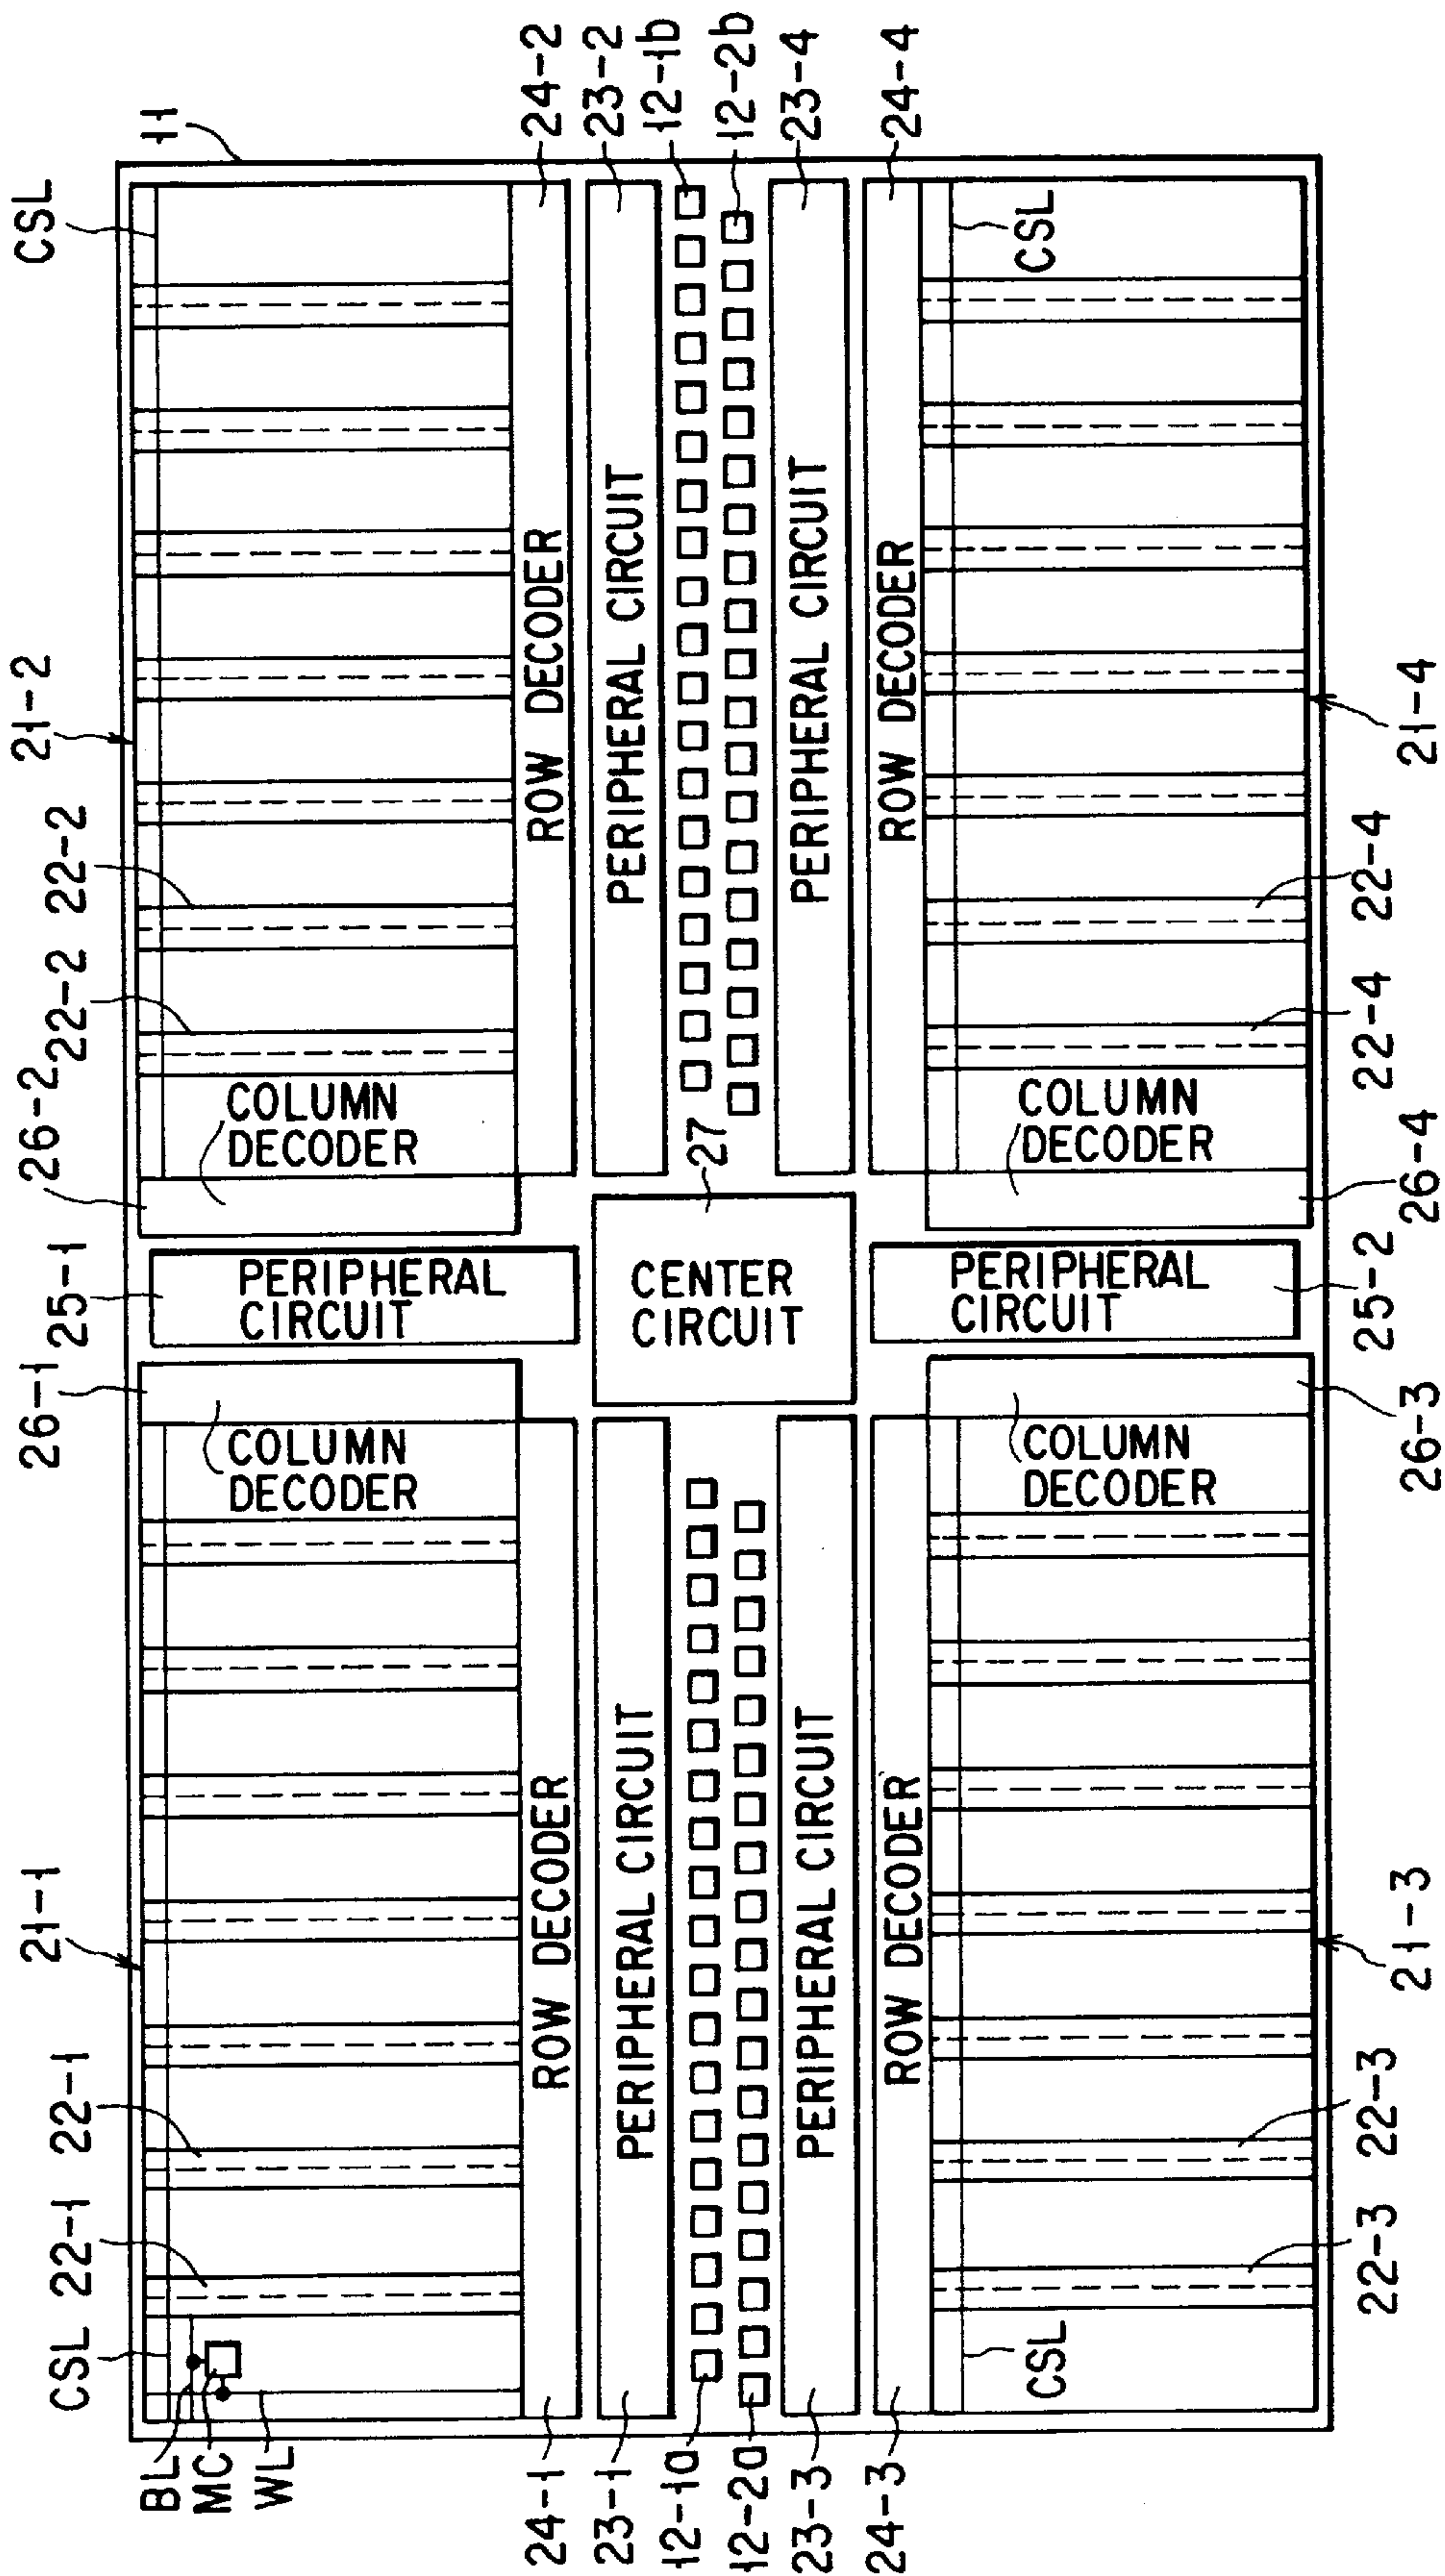 CSL
11
24-2
23-2
12-1b
12-2b
23-4
24-4
CSL
21-2
22-2
22-2
26-2
ROW DECODER
PERIPHERAL CIRCUIT
PERIPHERAL CIRCUIT
ROW DECODER
21-4
22-4
22-4
26-4
COLUMN
DECODER
27
COLUMN
DECODER
25-1
PERIPHERAL
CIRCUIT
CENTER
CIRCUIT
PERIPHERAL
CIRCUIT
25-2
26-1
COLUMN
DECODER
COLUMN
DECODER
26-3
21-1
22-1
22-1
CSL
ROW DECODER
PERIPHERAL CIRCUIT
PERIPHERAL CIRCUIT
ROW DECODER
21-3
22-3
22-3
CSL
BL
MC
WL
24-1
23-1
12-1a
12-2a
23-3
24-3